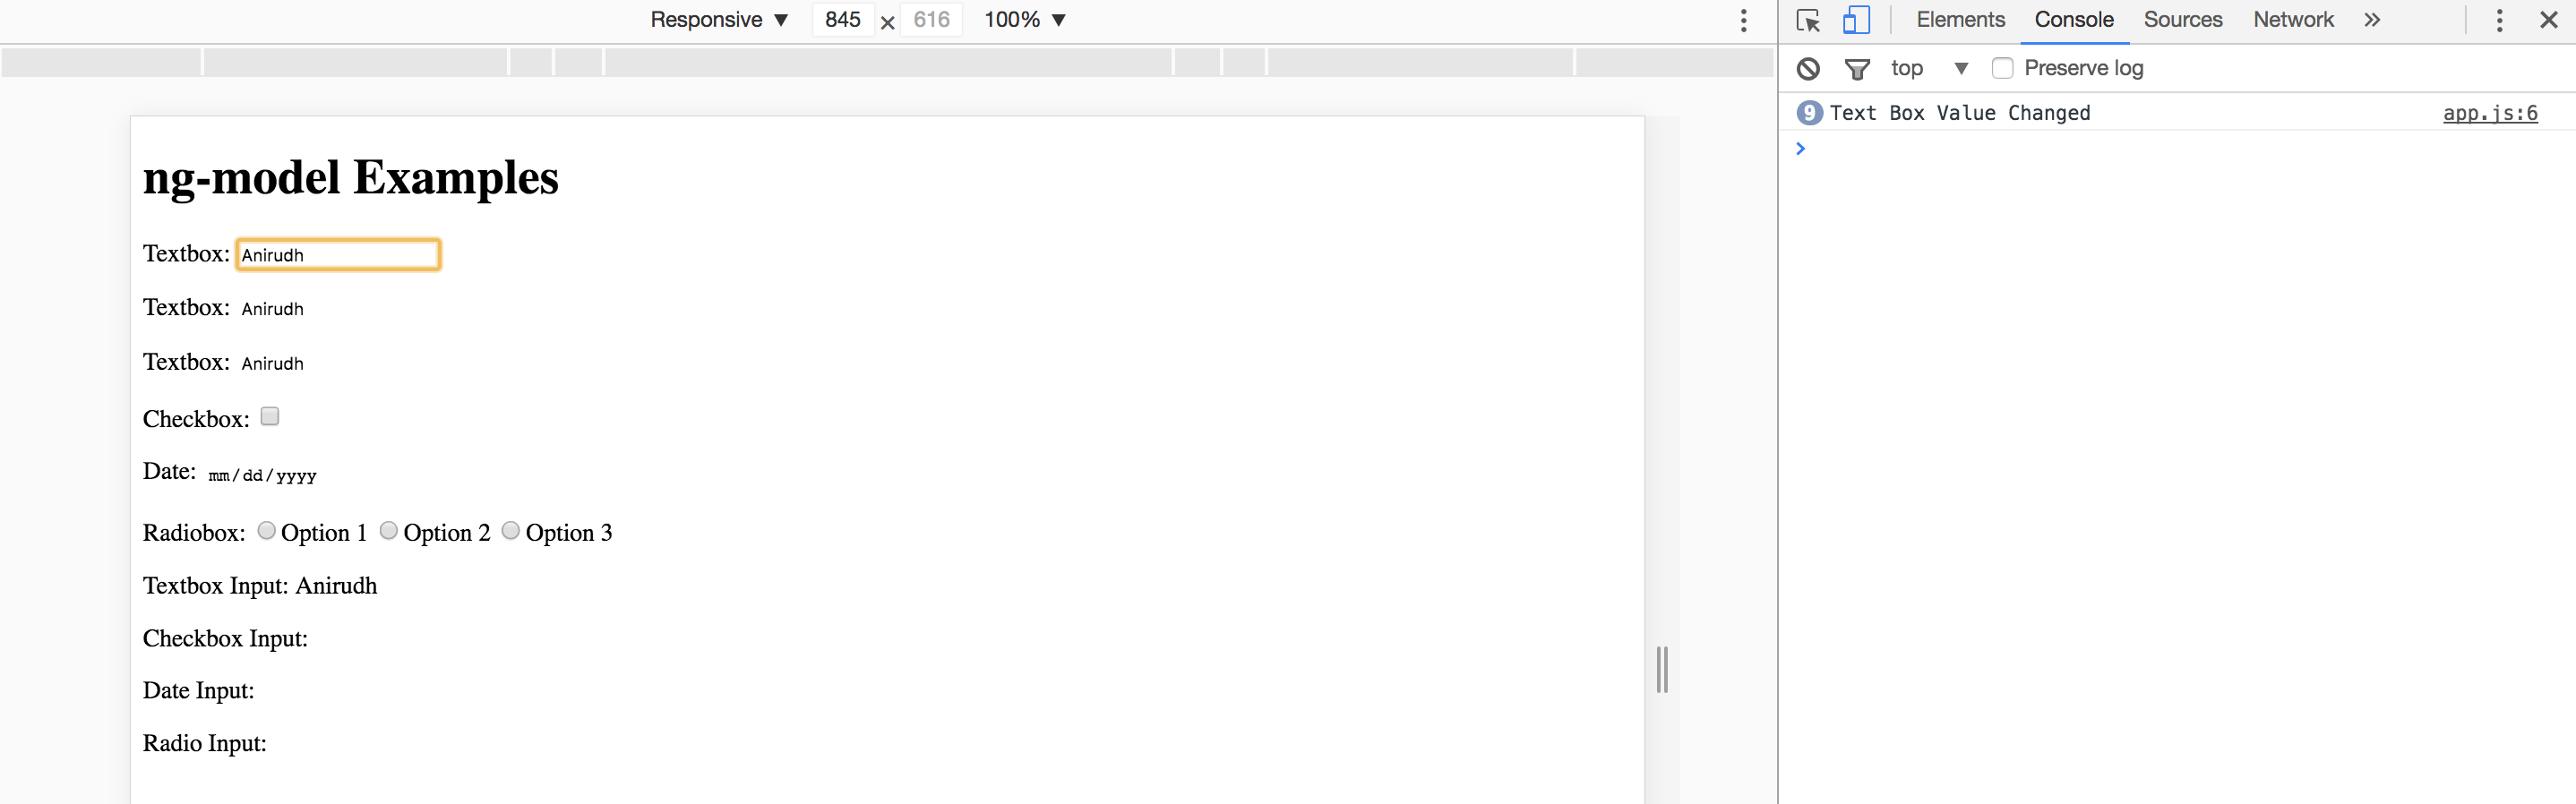 Responsive ▼ 845 × 616 100% ▼
Elements Console Sources Network »
top ▼ Preserve log
9 Text Box Value Changed app.js:6
ng-model Examples
Textbox: Anirudh
Textbox: Anirudh
Textbox: Anirudh
Checkbox:
Date: mm/dd/yyyy
Radiobox: Option 1 Option 2 Option 3
Textbox Input: Anirudh
Checkbox Input:
Date Input:
Radio Input: